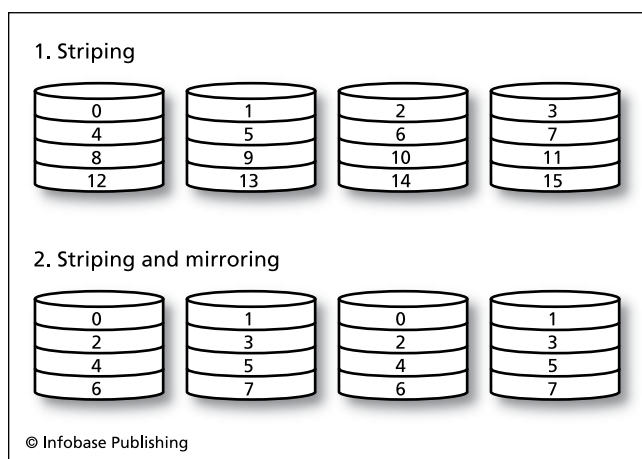 1. Striping
0 1 2 3
4 5 6 7
8 9 10 11
12 13 14 15
2. Striping and mirroring
0 1 0 1
2 3 2 3
4 5 4 5
6 7 6 7
© Infobase Publishing